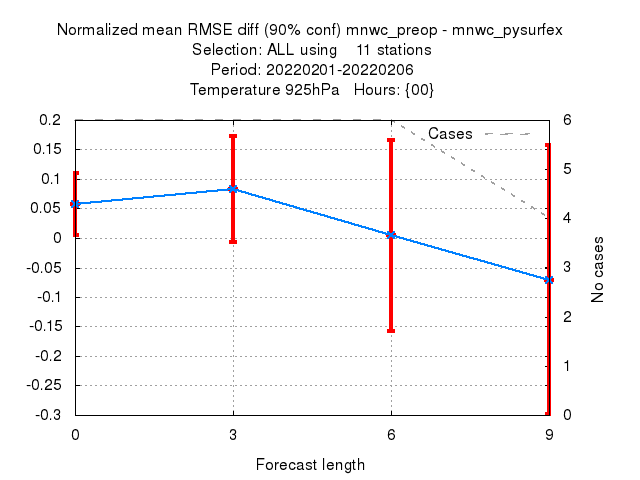 Normalized mean RMSE diff (90% conf) mnwc_preop - mnwc_pysurfex
Selection: ALL using    11 stations
Period: 20220201-20220206
Temperature 925hPa   Hours: {00}
Cases
0.2
0.15
0.1
0.05
0
-0.05
-0.1
-0.15
-0.2
-0.25
-0.3
6
5
4
3
2
1
0
No cases
0 3 6 9
Forecast length